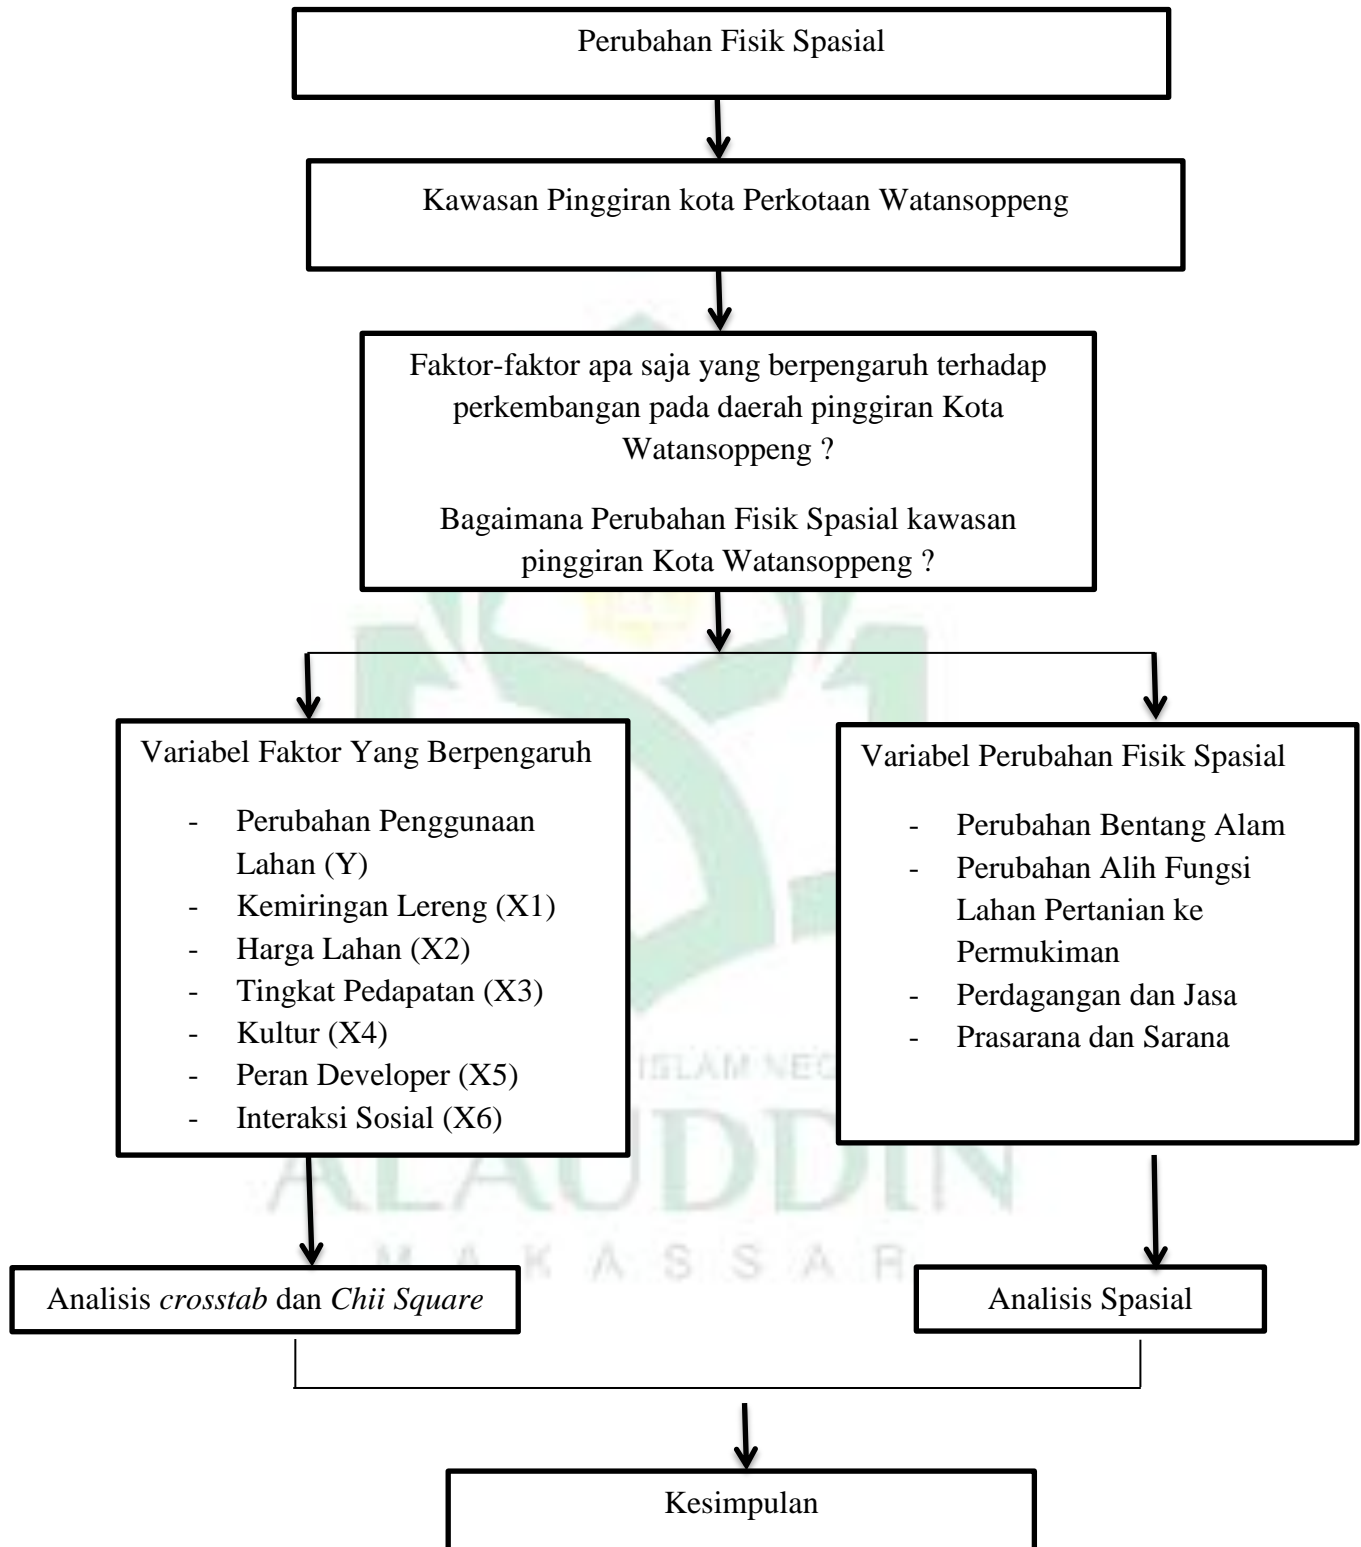 Perubahan Fisik Spasial
Kawasan Pinggiran kota Perkotaan Watansoppeng
Faktor-faktor apa saja yang berpengaruh terhadap
perkembangan pada daerah pinggiran Kota
Watansoppeng ?
Bagaimana Perubahan Fisik Spasial kawasan
pinggiran Kota Watansoppeng ?
Variabel Faktor Yang Berpengaruh
- Perubahan Penggunaan
Lahan (Y)
- Kemiringan Lereng (X1)
- Harga Lahan (X2)
- Tingkat Pedapatan (X3)
- Kultur (X4)
- Peran Developer (X5)
- Interaksi Sosial (X6)
Variabel Perubahan Fisik Spasial
- Perubahan Bentang Alam
- Perubahan Alih Fungsi
Lahan Pertanian ke
Permukiman
- Perdagangan dan Jasa
- Prasarana dan Sarana
ISLAM NEG
ALAUDDIN
MAKASSAR
Analisis crosstab dan Chii Square
Analisis Spasial
Kesimpulan